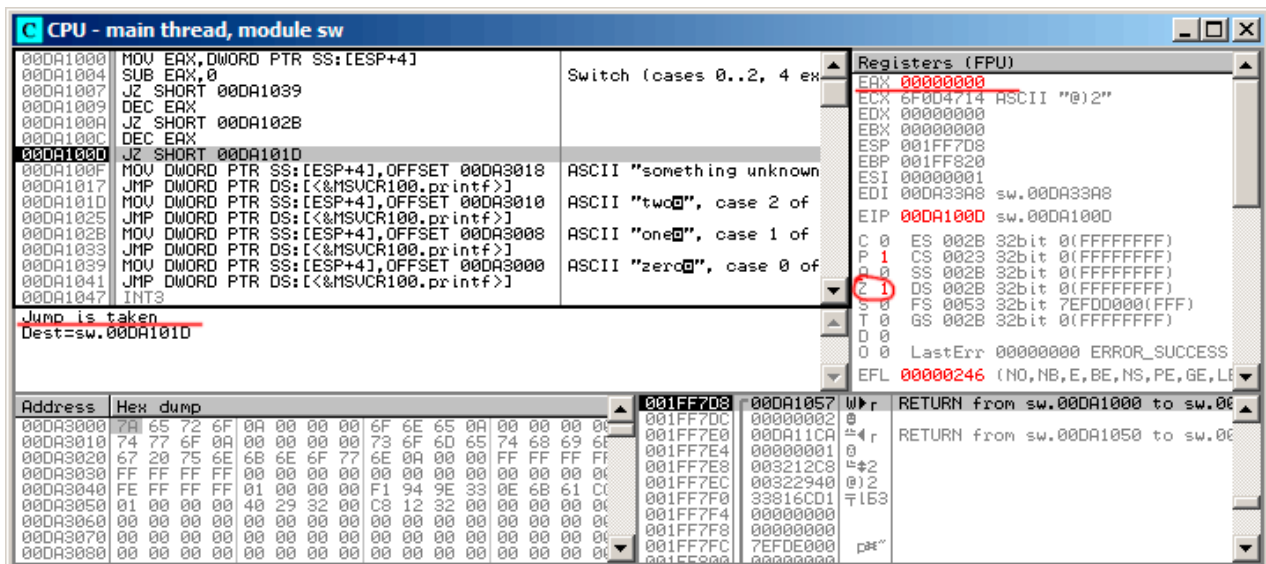 CPU - main thread, module sw
00DA1000 MOV EAX,DWORD PTR SS:[ESP+4]
00DA1004 SUB EAX,0 Switch (cases 0..2, 4 ex
00DA1007 JZ SHORT 00DA1039
00DA1009 DEC EAX
00DA100A JZ SHORT 00DA102B
00DA100C DEC EAX
00DA100D JZ SHORT 00DA101D
00DA100F MOV DWORD PTR SS:[ESP+4],OFFSET 00DA3018 ASCII "something unknown
00DA1017 JMP DWORD PTR DS:[<&MSVCR100.printf>]
00DA101D MOV DWORD PTR SS:[ESP+4],OFFSET 00DA3010 ASCII "two◙", case 2 of
00DA1025 JMP DWORD PTR DS:[<&MSVCR100.printf>]
00DA102B MOV DWORD PTR SS:[ESP+4],OFFSET 00DA3008 ASCII "one◙", case 1 of
00DA1033 JMP DWORD PTR DS:[<&MSVCR100.printf>]
00DA1039 MOV DWORD PTR SS:[ESP+4],OFFSET 00DA3000 ASCII "zero◙", case 0 of
00DA1041 JMP DWORD PTR DS:[<&MSVCR100.printf>]
00DA1047 INT3
Jump is taken
Dest=sw.00DA101D
Registers (FPU)
EAX 00000000
ECX 6F0D4714 ASCII "@)2"
EDX 00000000
EBX 00000000
ESP 001FF7D8
EBP 001FF820
ESI 00000001
EDI 00DA33A8 sw.00DA33A8
EIP 00DA100D sw.00DA100D
C 0 ES 002B 32bit 0(FFFFFFFF)
P 1 CS 0023 32bit 0(FFFFFFFF)
A 0 SS 002B 32bit 0(FFFFFFFF)
Z 1 DS 002B 32bit 0(FFFFFFFF)
S 0 FS 0053 32bit 7EFDD000(FFF)
T 0 GS 002B 32bit 0(FFFFFFFF)
D 0
O 0 LastErr 00000000 ERROR_SUCCESS
EFL 00000246 (NO,NB,E,BE,NS,PE,GE,LE
Address Hex dump
00DA3000 7A 65 72 6F 0A 00 00 00 6F 6E 65 0A 00 00 00
00DA3010 74 77 6F 0A 00 00 00 00 73 6F 6D 65 74 68 69 6E
00DA3020 67 20 75 6E 6B 6E 6F 77 6E 0A 00 00 FF FF FF FF
00DA3030 FF FF FF FF 00 00 00 00 00 00 00 00 00 00 00
00DA3040 FE FF FF FF 01 00 00 00 F1 94 9E 33 0E 6B 61
00DA3050 01 00 00 00 40 29 32 00 C8 12 32 00 00 00 00
00DA3060 00 00 00 00 00 00 00 00 00 00 00 00 00 00 00
00DA3070 00 00 00 00 00 00 00 00 00 00 00 00 00 00 00
00DA3080 00 00 00 00 00 00 00 00 00 00 00 00 00 00 00
001FF7D8 00DA1057 RETURN from sw.00DA1000 to sw.00
001FF7DC 00000002
001FF7E0 00DA11CA RETURN from sw.00DA1050 to sw.00
001FF7E4 00000001
001FF7E8 003212C8
001FF7EC 00322940 @)2
001FF7F0 33816CD1
001FF7F4 00000000
001FF7F8 00000000
001FF7FC 7EFDE000
001FF800 00000000